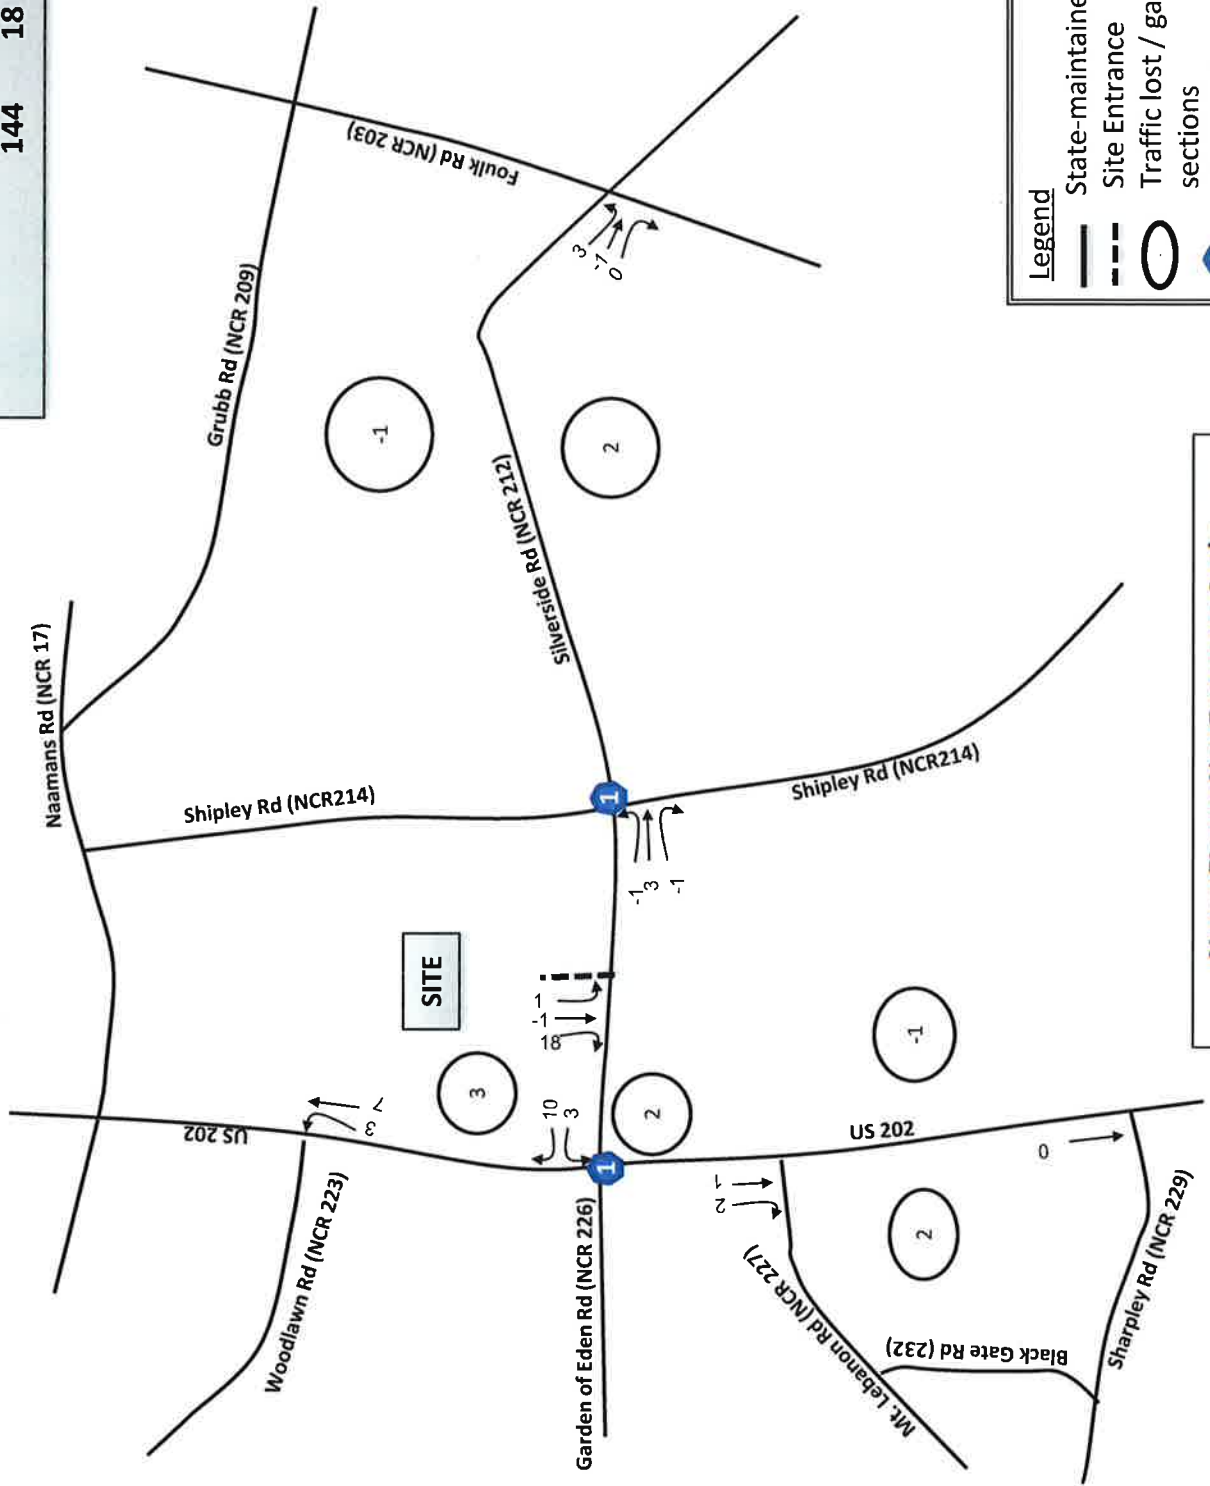 144 18
Naamans Rd (NCR 17)
Grubb Rd (NCR 209)
Foulk Rd (NCR 203)
Shipley Rd (NCR214)
Silverside Rd (NCR 212)
-1
2
3
-1
0
SITE
1
-1
18
-1
3
-1
Shipley Rd (NCR214)
US 202
3
7
3
10
3
2
1
1
Woodlawn Rd (NCR 223)
Garden of Eden Rd (NCR 226)
US 202
-1
2
1
2
0
Mt. Lebanon Rd (NCR 227)
Black Gate Rd (232)
Sharpley Rd (NCR 229)
Legend
State-maintaine
Site Entrance
Traffic lost / ga
sections